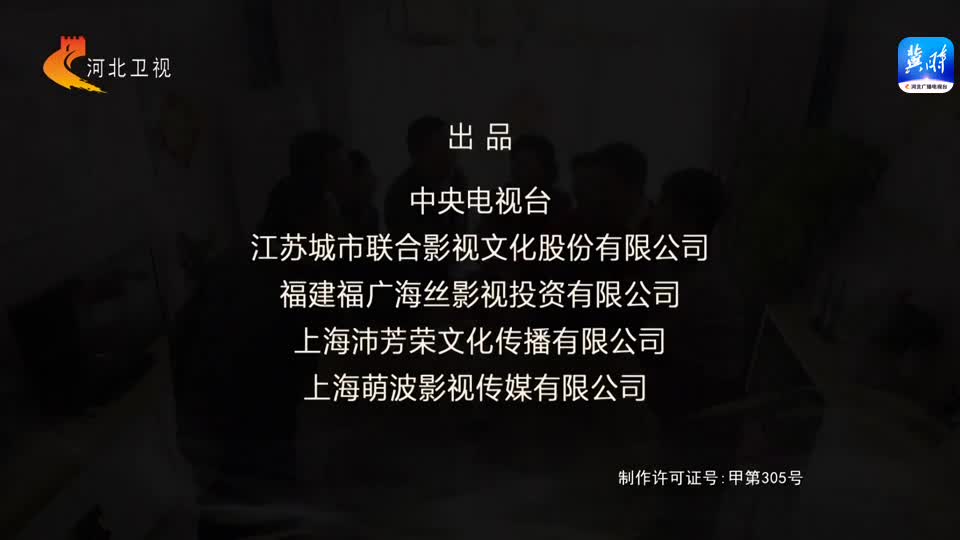 河北卫视
冀时
河北广播电视台
出品
中央电视台
江苏城市联合影视文化股份有限公司
福建福广海丝影视投资有限公司
上海沛芳荣文化传播有限公司
上海萌波影视传媒有限公司
制作许可证号:甲第305号